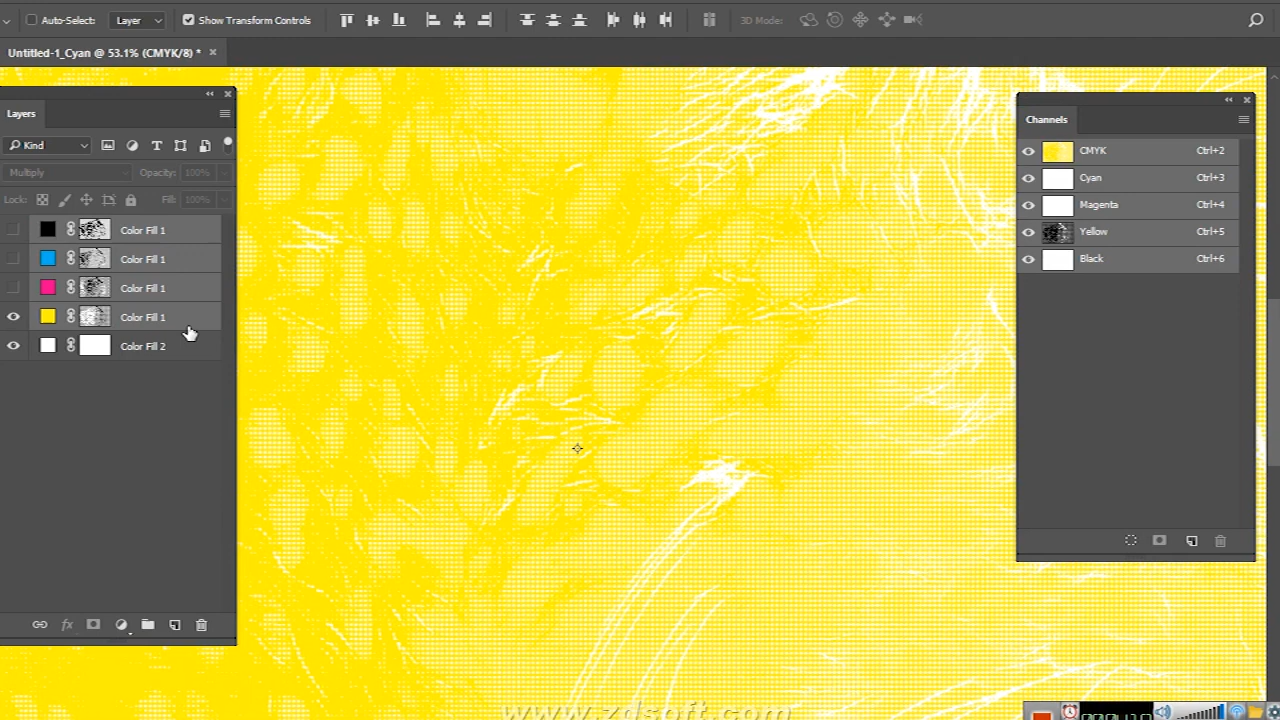 Auto-Select: Layer Show Transform Controls 3D Mode:
Untitled-1_Cyan @ 53.1% (CMYK/8) *
Layers
Kind
Multiply Opacity: 100%
Lock: Fill: 100%
Color Fill 1
Color Fill 1
Color Fill 1
Color Fill 1
Color Fill 2
Channels
CMYK Ctrl+2
Cyan Ctrl+3
Magenta Ctrl+4
Yellow Ctrl+5
Black Ctrl+6
www.zdsoft.com